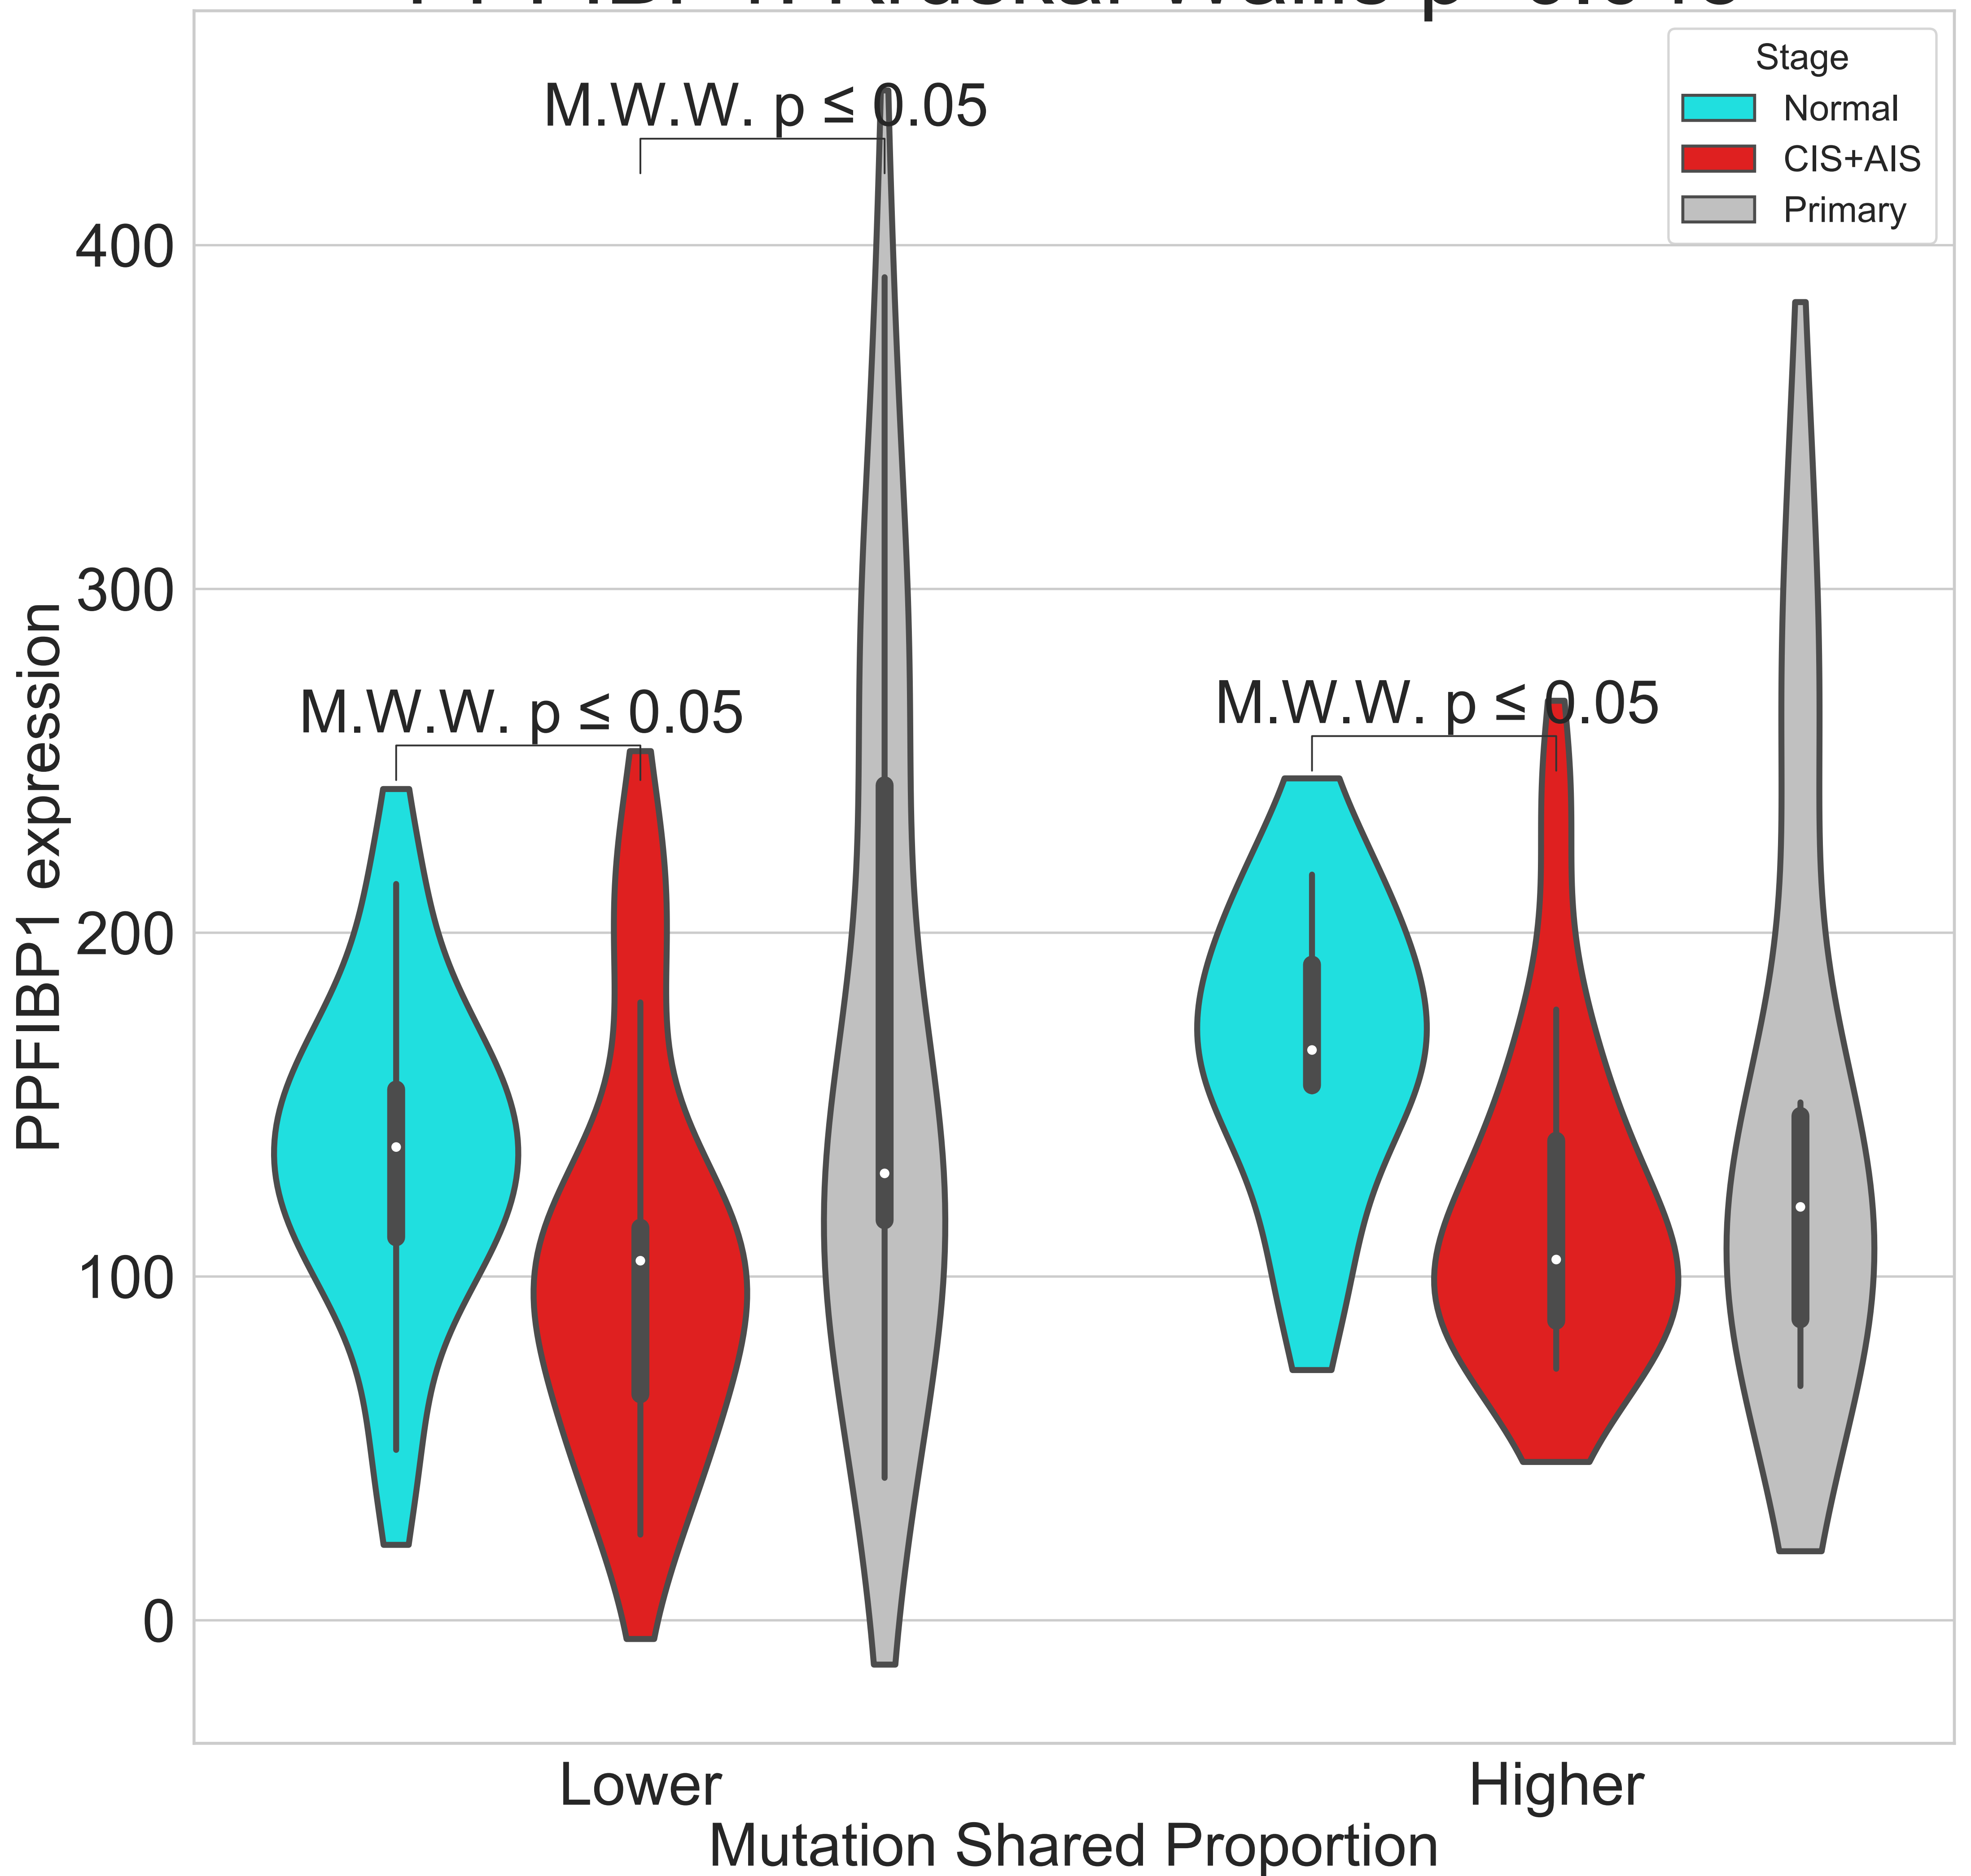 Stage
Normal
CIS+AIS
Primary
M.W.W. p ≤ 0.05
M.W.W. p ≤ 0.05
M.W.W. p ≤ 0.05
400
300
200
100
0
PPFIBP1 expression
Lower
Higher
Mutation Shared Proportion